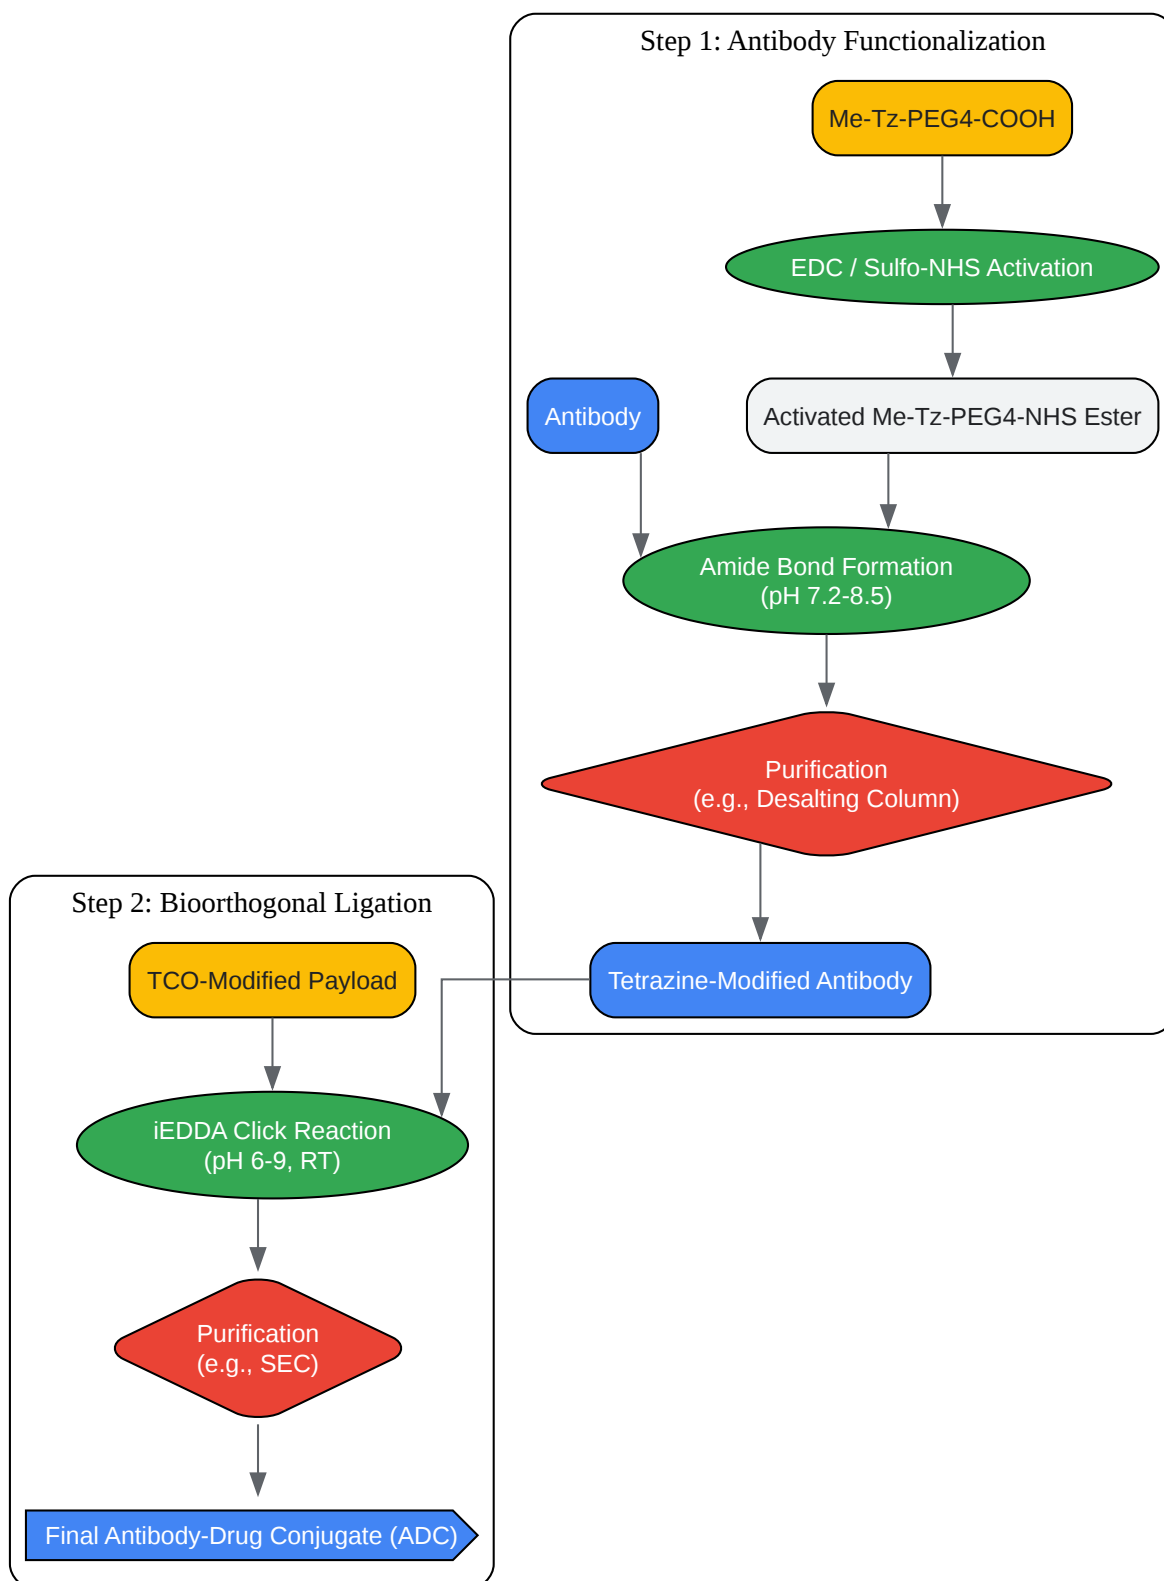 Step 1: Antibody Functionalization
Me-Tz-PEG4-COOH
EDC / Sulfo-NHS Activation
Antibody
Activated Me-Tz-PEG4-NHS Ester
Amide Bond Formation
(pH 7.2-8.5)
Purification
(e.g., Desalting Column)
Tetrazine-Modified Antibody
Step 2: Bioorthogonal Ligation
TCO-Modified Payload
iEDDA Click Reaction
(pH 6-9, RT)
Purification
(e.g., SEC)
Final Antibody-Drug Conjugate (ADC)